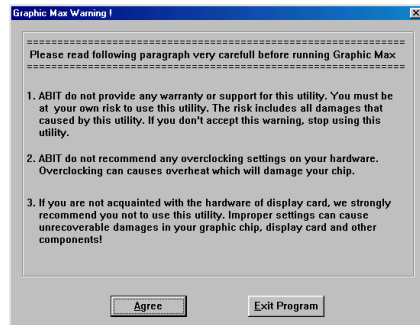 Graphic Max Warning !
Please read following paragraph very carefull before running Graphic Max
1. ABIT do not provide any warranty or support for this utility. You must be
at your own risk to use this utility. The risk includes all damages that
caused by this utility. If you don't accept this warning, stop using this
utility.
2. ABIT do not recommend any overclocking settings on your hardware.
Overclocking can causes overheat which will damage your chip.
3. If you are not acquainted with the hardware of display card, we strongly
recommend you not to use this utility. Improper settings can cause
unrecoverable damages in your graphic chip, display card and other
components!
Agree
Exit Program